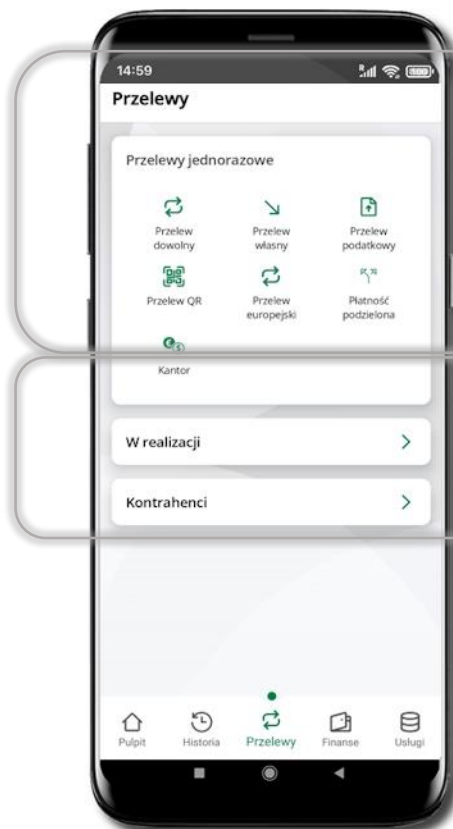 14:59
Przelewy
Przelewy jednorazowe
Przelew
dowolny
Przelew
własny
Przelew
podatkowy
Przelew QR
Przelew
europejski
Płatność
podzielona
Kantor
W realizacji
Kontrahenci
Pulpit
Historia
Przelewy
Finanse
Usługi